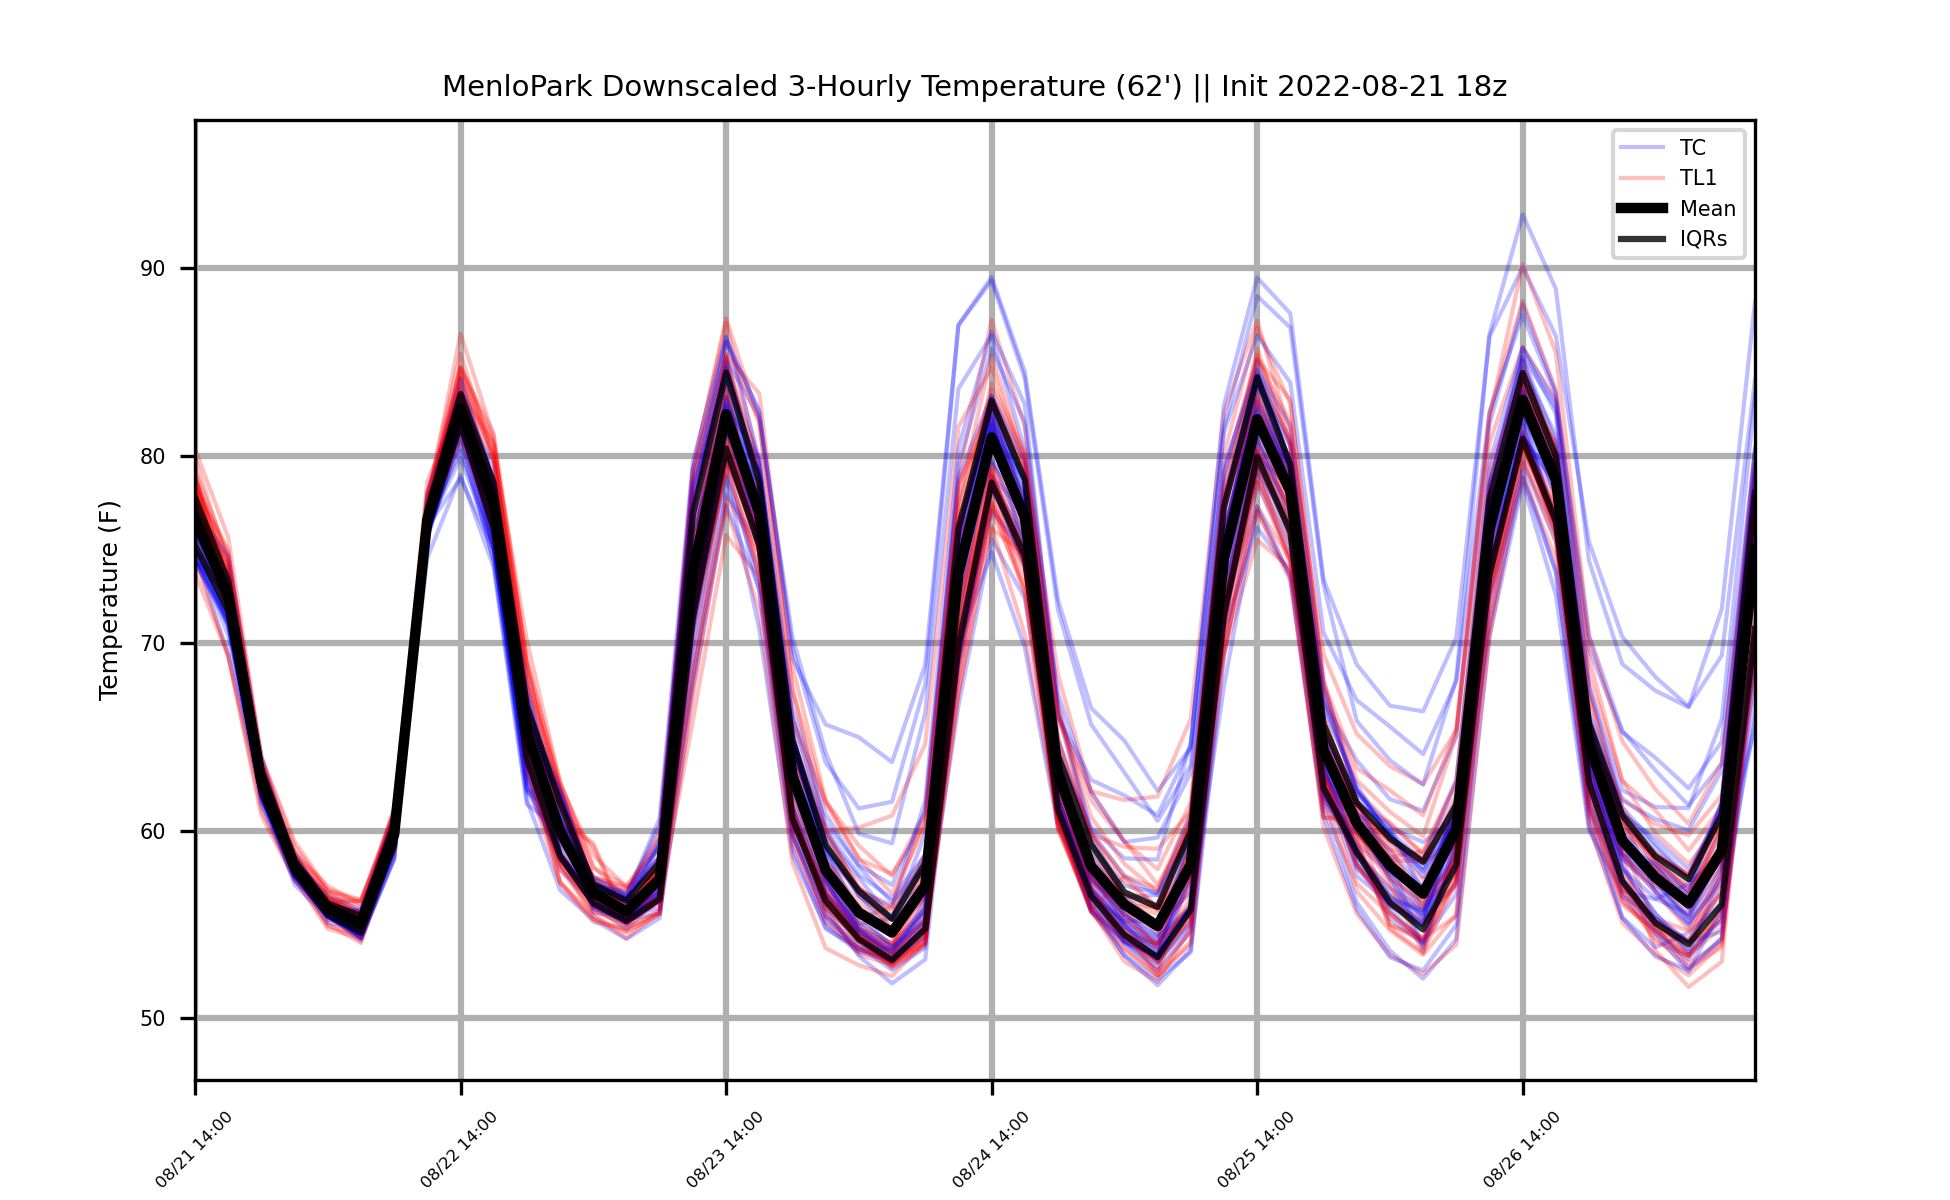 MenloPark Downscaled 3-Hourly Temperature (62') || Init 2022-08-21 18z
TC
TL1
Mean
IQRs
Temperature (F)
90
80
70
60
50
08/21 14:00
08/22 14:00
08/23 14:00
08/24 14:00
08/25 14:00
08/26 14:00